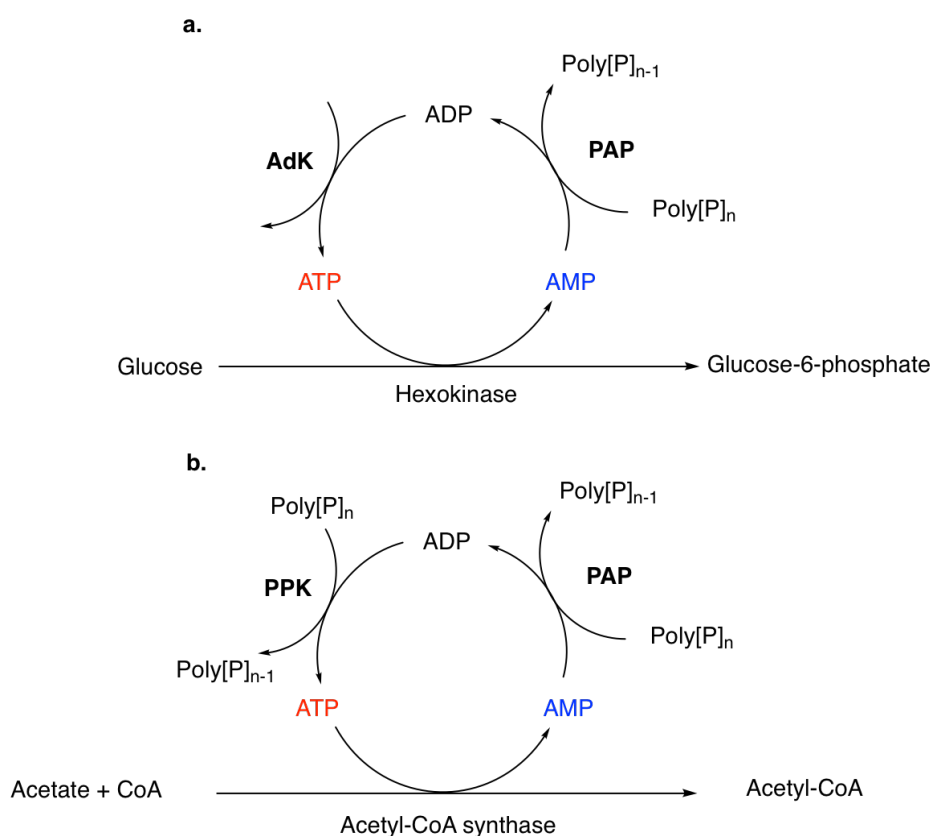 a.
Poly[P]n-1
ADP
AdK
PAP
Poly[P]n
ATP
AMP
Glucose
Glucose-6-phosphate
Hexokinase
b.
Poly[P]n
Poly[P]n-1
ADP
PPK
PAP
Poly[P]n
Poly[P]n-1
ATP
AMP
Acetate + CoA
Acetyl-CoA
Acetyl-CoA synthase